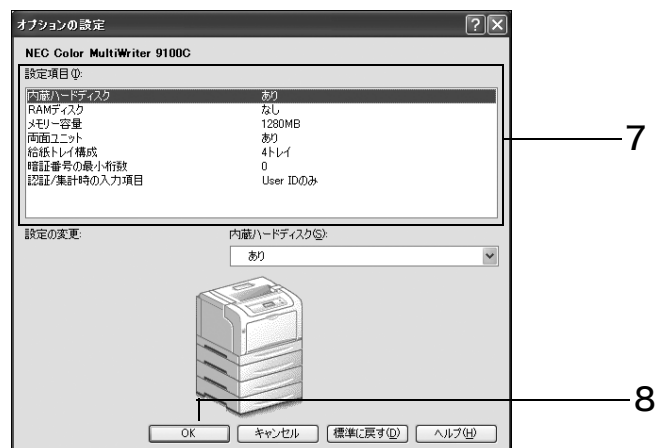 オプションの設定
NEC Color MultiWriter 9100C
設定項目(I):
内蔵ハードディスク あり
RAMディスク なし
メモリー容量 1280MB
両面ユニット あり
給紙トレイ構成 4トレイ
暗証番号の最小桁数 0
認証/集計時の入力項目 User IDのみ
7
設定の変更: 内蔵ハードディスク(S):
あり
8
OK キャンセル 標準に戻す(D) ヘルプ(H)